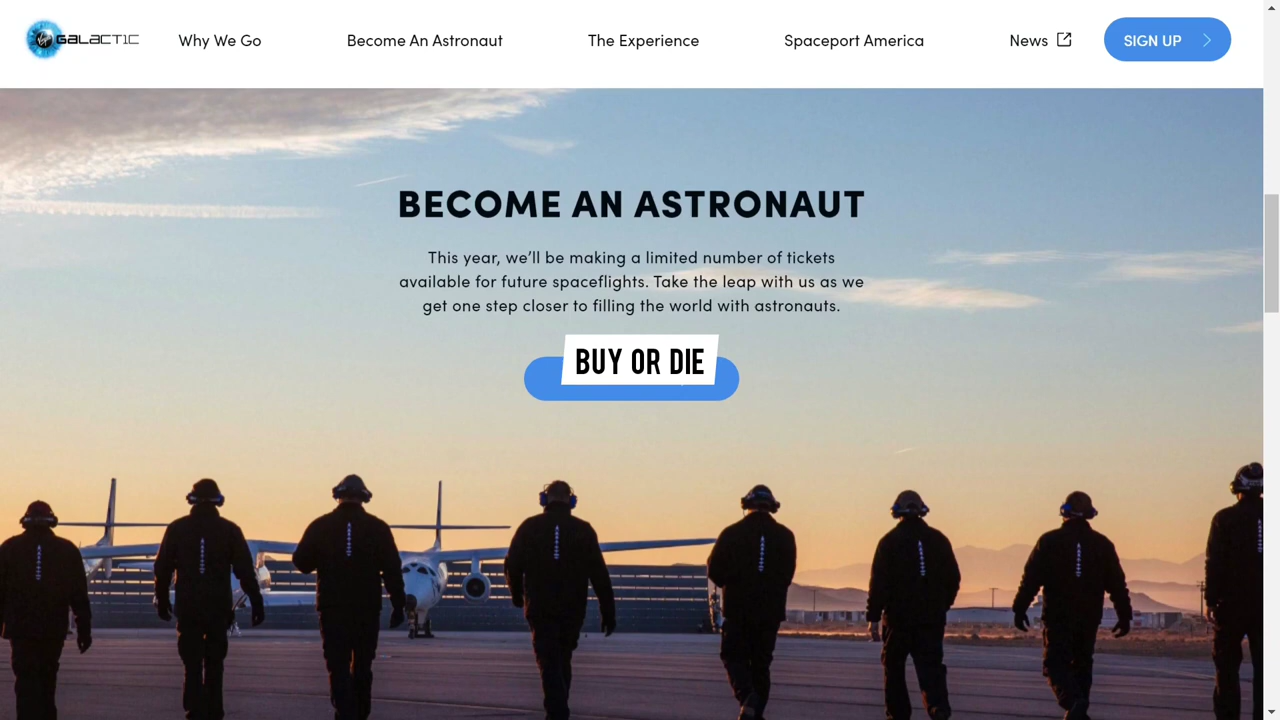 Virgin GALACTIC
Why We Go
Become An Astronaut
The Experience
Spaceport America
News
SIGN UP
BECOME AN ASTRONAUT
This year, we’ll be making a limited number of tickets
available for future spaceflights. Take the leap with us as we
get one step closer to filling the world with astronauts.
BUY OR DIE